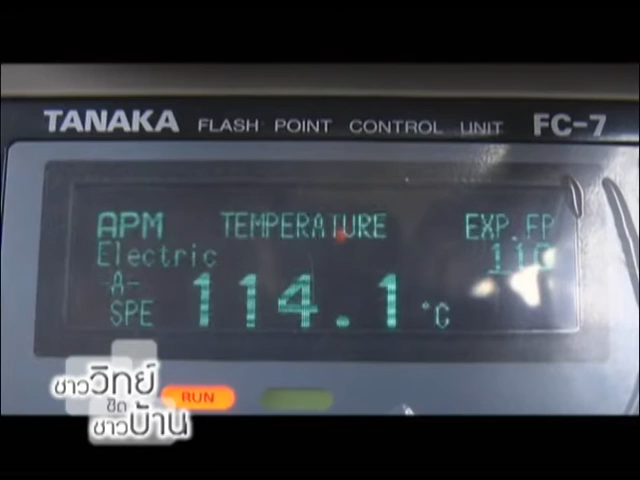 TANAKA FLASH POINT CONTROL UNIT FC-7
APM TEMPERATURE EXP.FP
Electric 110
-A-
SPE 114.1 °C
RUN
ชาววิทย์
ชิด
ชาวบ้าน